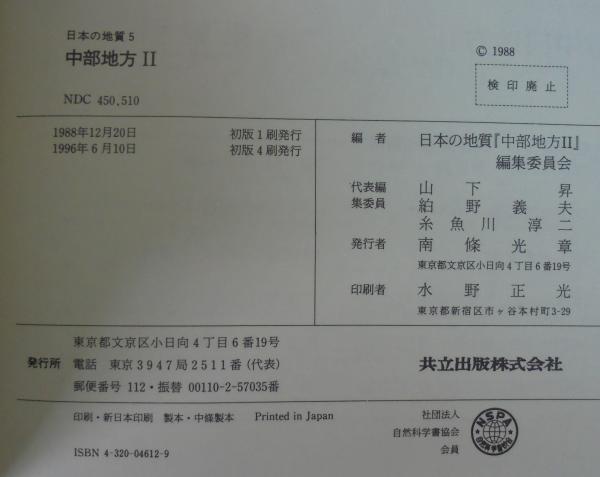 日本の地質 5
中部地方 II
NDC 450,510
© 1988
検印廃止
1988年12月20日 初版1刷発行
1996年6月10日 初版4刷発行
編者 日本の地質『中部地方II』
編集委員会
代表編 山下 昇
集委員 絈野義夫
糸魚川淳二
発行者 南條光章
東京都文京区小日向4丁目6番19号
印刷者 水野正光
東京都新宿区市ヶ谷本村町3-29
東京都文京区小日向4丁目6番19号
発行所 電話 東京3947局2511番(代表)
郵便番号 112・振替 00110-2-57035番
共立出版株式会社
印刷・新日本印刷 製本・中條製本 Printed in Japan
社団法人
自然科学書協会
会員
NSPA
自然科学書協会
ISBN 4-320-04612-9